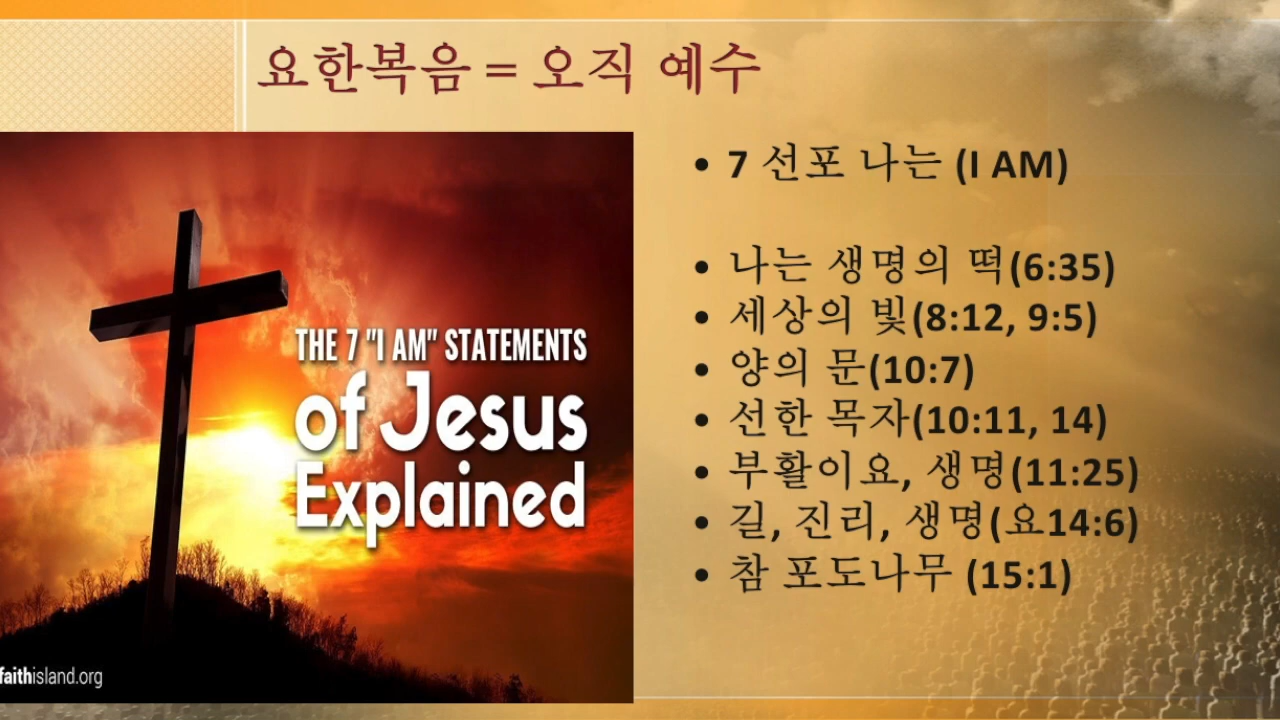 요한복음 = 오직 예수
THE 7 "I AM" STATEMENTS
of Jesus
Explained
faithisland.org
• 7 선포 나는 (I AM)
• 나는 생명의 떡(6:35)
• 세상의 빛(8:12, 9:5)
• 양의 문(10:7)
• 선한 목자(10:11, 14)
• 부활이요, 생명(11:25)
• 길, 진리, 생명(요14:6)
• 참 포도나무 (15:1)